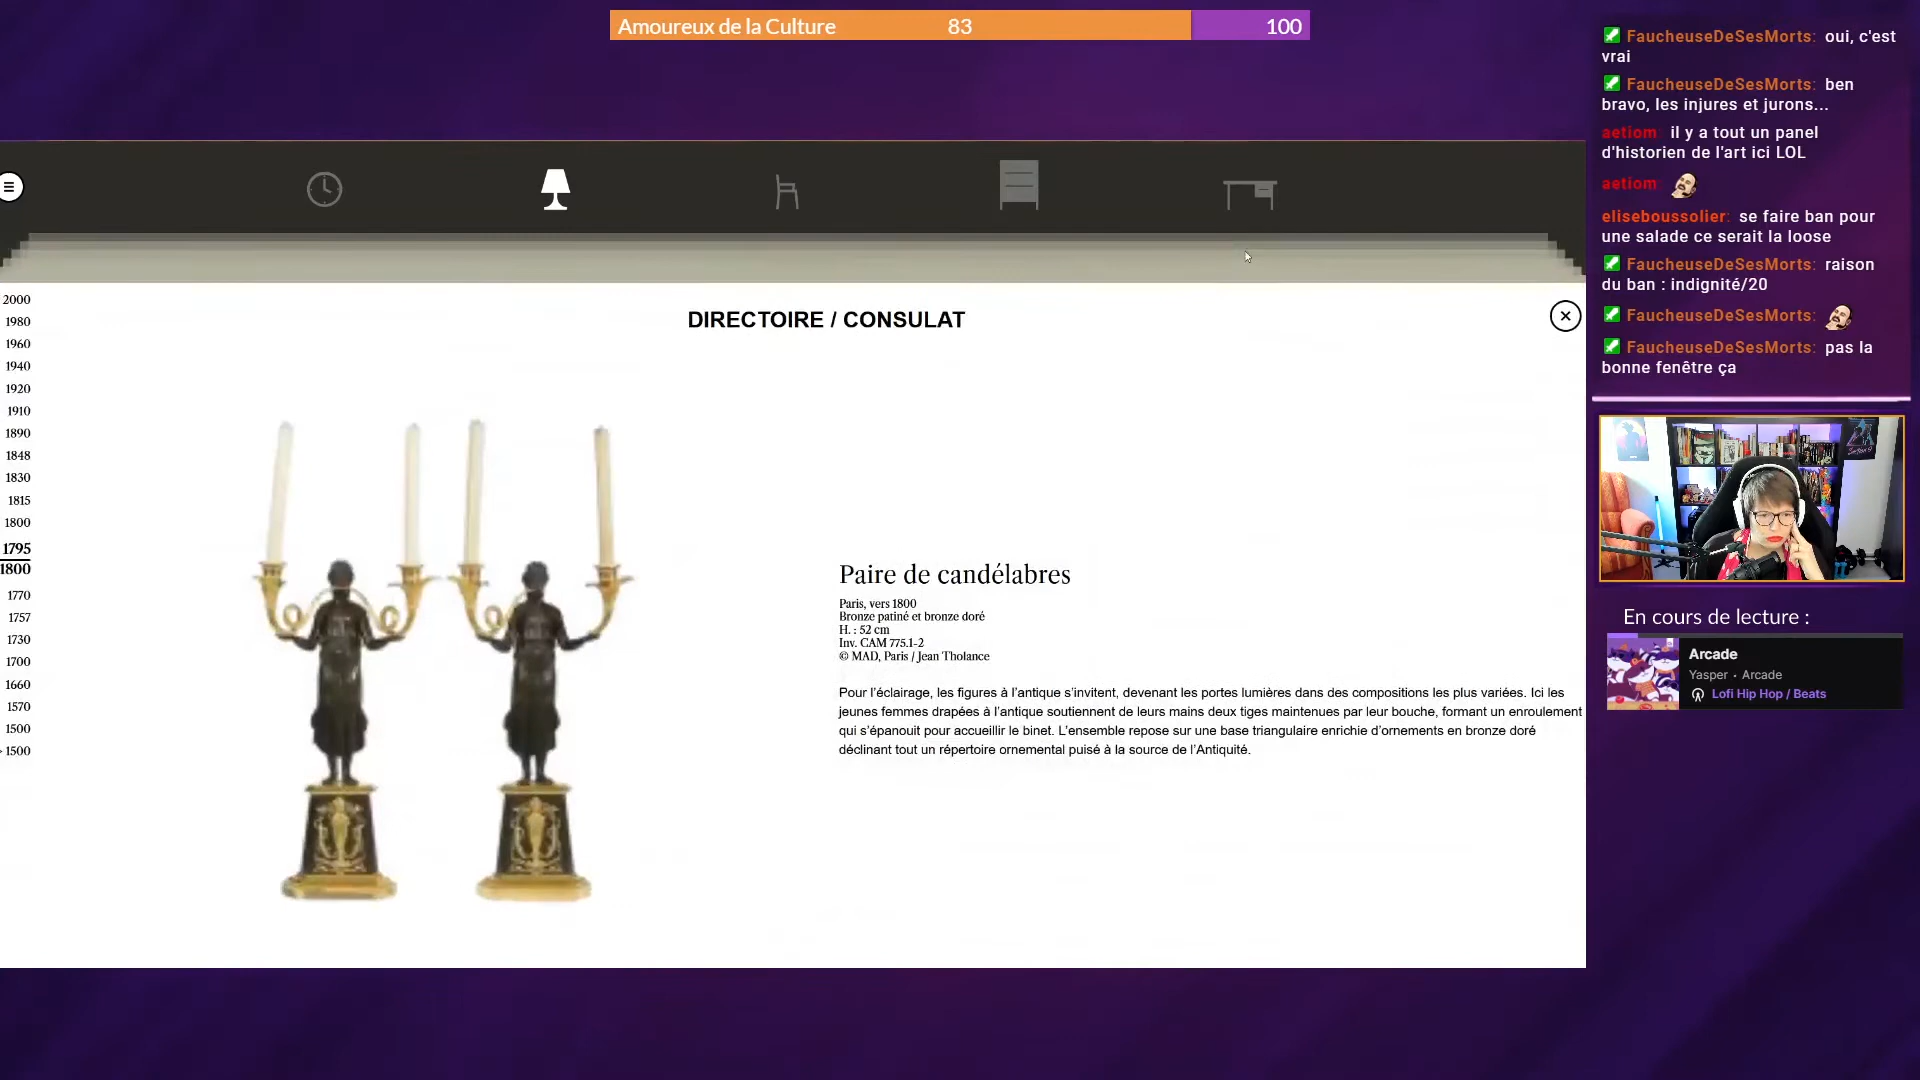 Amoureux de la Culture 83 100
FaucheuseDeSesMorts: oui, c'est
vrai
FaucheuseDeSesMorts: ben
bravo, les injures et jurons...
aetiom: il y a tout un panel
d'historien de l'art ici LOL
aetiom:
eliseboussolier: se faire ban pour
une salade ce serait la loose
FaucheuseDeSesMorts: raison
du ban : indignité/20
FaucheuseDeSesMorts:
FaucheuseDeSesMorts: pas la
bonne fenêtre ça
DIRECTOIRE / CONSULAT
2000
1980
1960
1940
1920
1910
1890
1848
1830
1815
1800
1795
1800
1770
1757
1730
1700
1660
1570
1500
1500
Paire de candélabres
Paris, vers 1800
Bronze patiné et bronze doré
H. : 52 cm
Inv. CAM 775.1-2
© MAD, Paris / Jean Tholance
Pour l'éclairage, les figures à l'antique s'invitent, devenant les portes lumières dans des compositions les plus variées. Ici les
jeunes femmes drapées à l'antique soutiennent de leurs mains deux tiges maintenues par leur bouche, formant un enroulement
qui s'épanouit pour accueillir le binet. L'ensemble repose sur une base triangulaire enrichie d'ornements en bronze doré
déclinant tout un répertoire ornemental puisé à la source de l'Antiquité.
En cours de lecture :
Arcade
Yasper • Arcade
Lofi Hip Hop / Beats